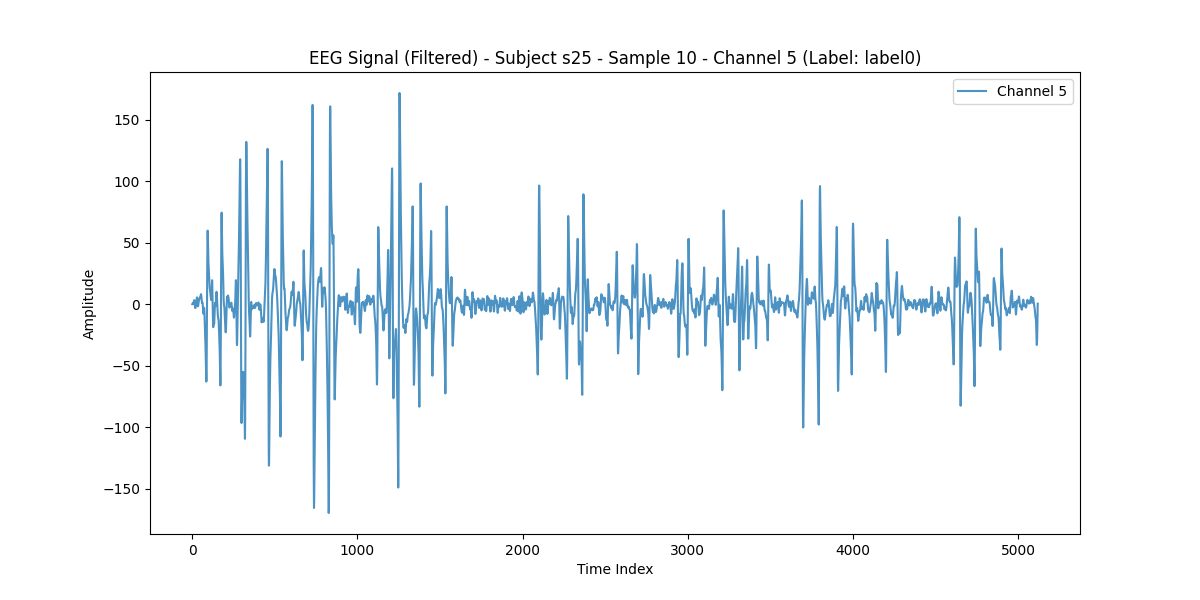 EEG Signal (Filtered) - Subject s25 - Sample 10 - Channel 5 (Label: label0)
Channel 5
150
100
50
0
−50
−100
−150
Amplitude
0 1000 2000 3000 4000 5000
Time Index